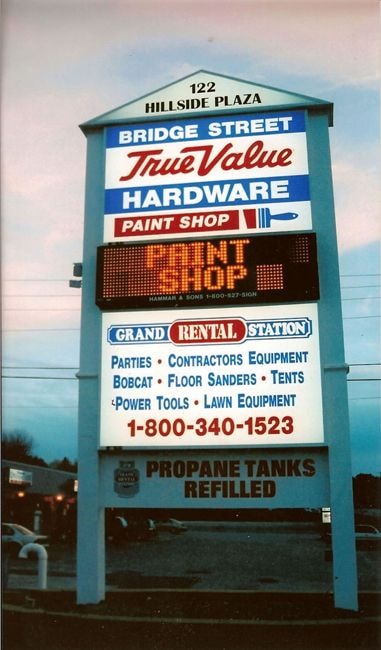 122
HILLSIDE PLAZA
BRIDGE STREET
True Value
HARDWARE
PAINT SHOP
PAINT
SHOP
HAMMAR & SONS 1-800-527-SIGN
GRAND RENTAL STATION
PARTIES • CONTRACTORS EQUIPMENT
BOBCAT • FLOOR SANDERS • TENTS
POWER TOOLS • LAWN EQUIPMENT
1-800-340-1523
PROPANE TANKS
REFILLED